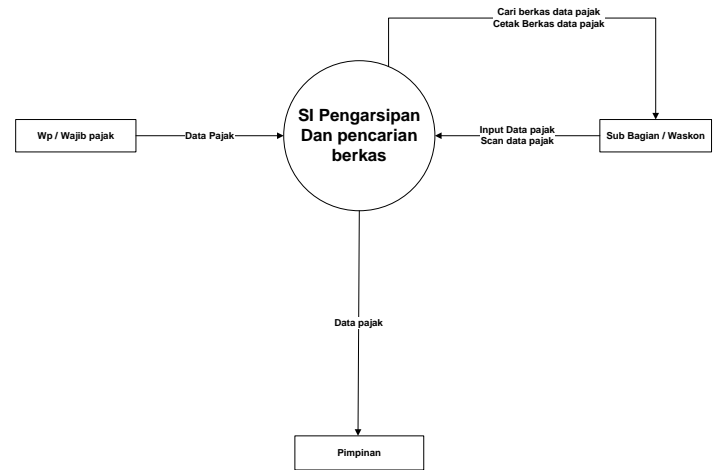 Cari berkas data pajak
Cetak Berkas data pajak
SI Pengarsipan
Dan pencarian
berkas
Wp / Wajib pajak
Data Pajak
Input Data pajak
Scan data pajak
Sub Bagian / Waskon
Data pajak
Pimpinan